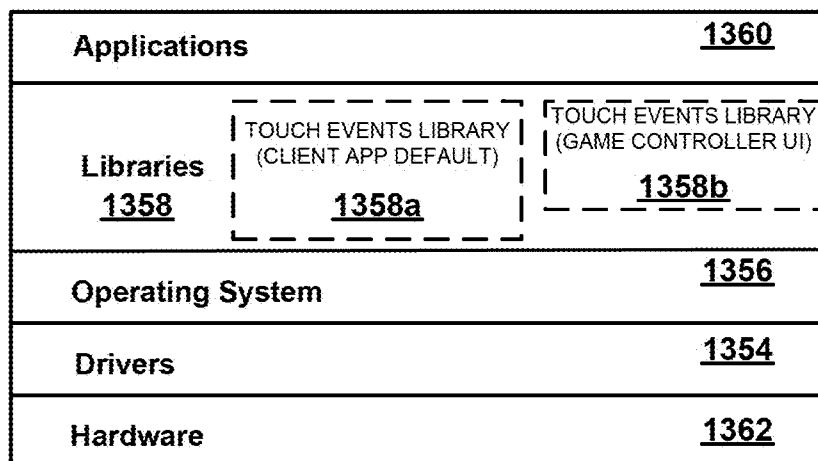 Applications 1360
TOUCH EVENTS LIBRARY
(CLIENT APP DEFAULT)
1358a
TOUCH EVENTS LIBRARY
(GAME CONTROLLER UI)
1358b
Libraries
1358
Operating System 1356
Drivers 1354
Hardware 1362